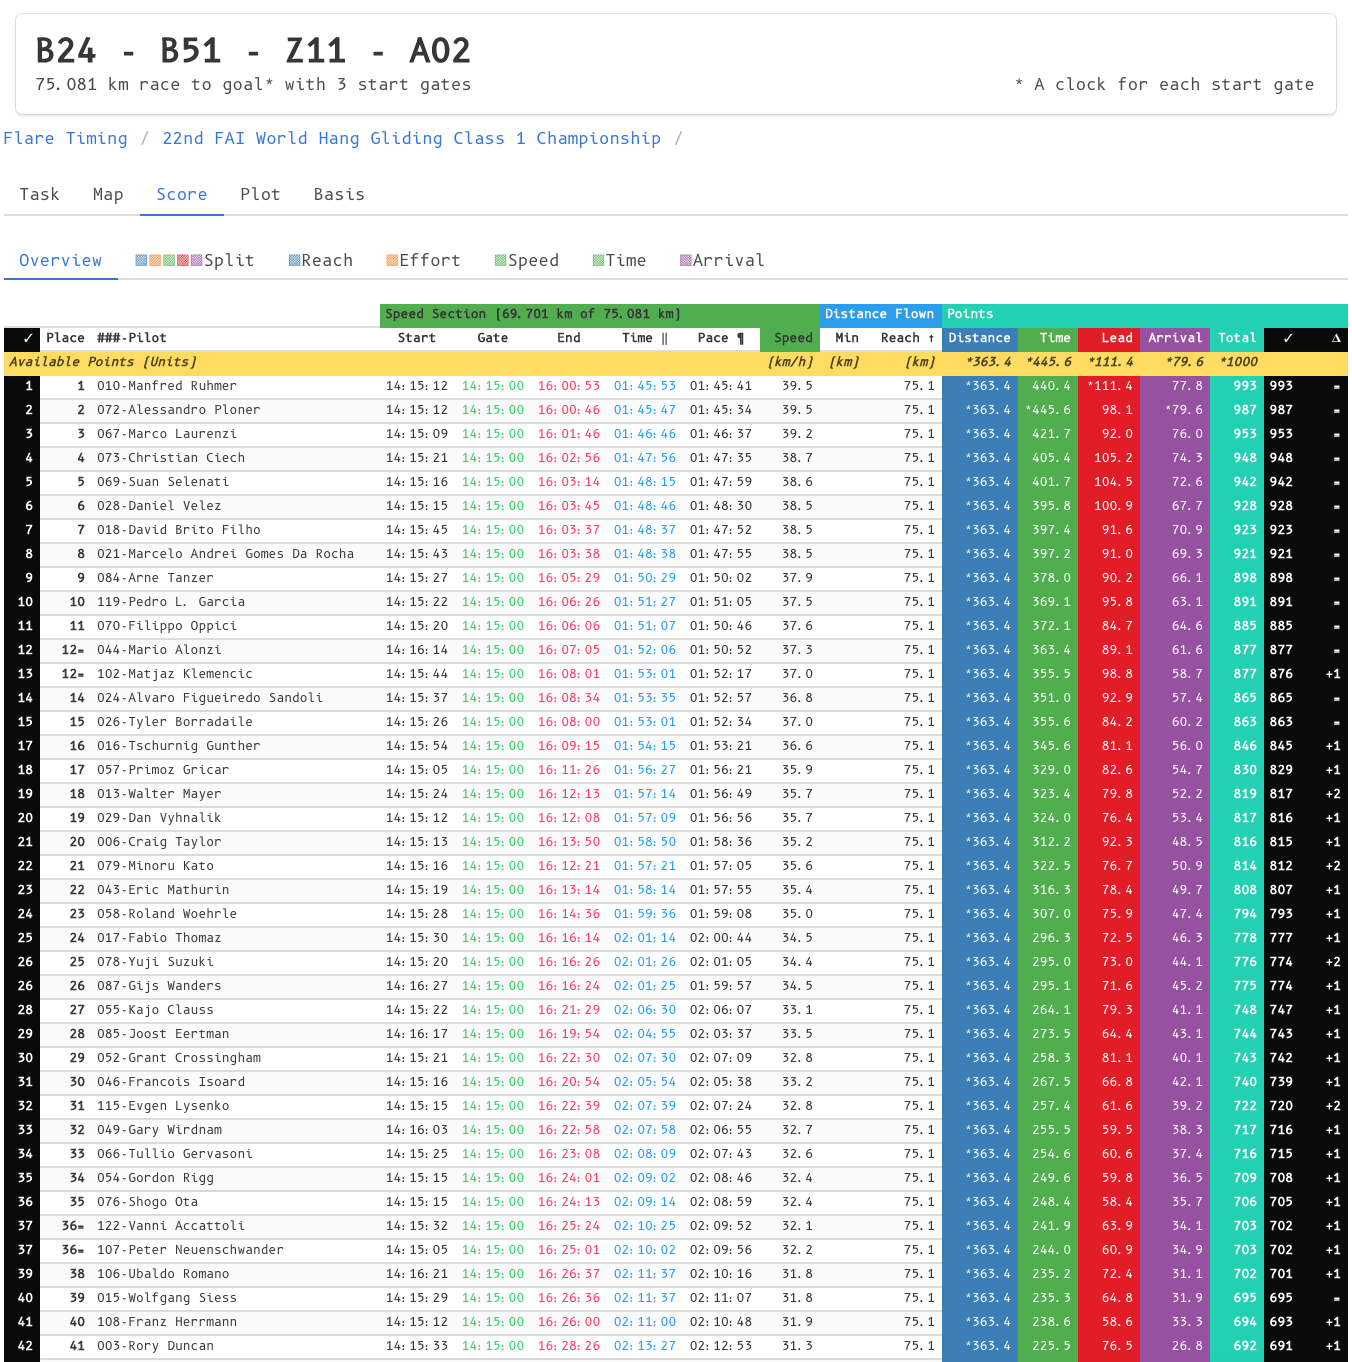 B24 - B51 - Z11 - A02
75.081 km race to goal* with 3 start gates * A clock for each start gate
Flare Timing / 22nd FAI World Hang Gliding Class 1 Championship /
Task Map Score Plot Basis
Overview Split Reach Effort Speed Time Arrival
Speed Section [69.701 km of 75.081 km] Distance Flown Points
✓ Place ###-Pilot Start Gate End Time ‖ Pace ¶ Speed Min Reach † Distance Time Lead Arrival Total ✓ Δ
Available Points [Units] [km/h] [km] [km] *363.4 *445.6 *111.4 *79.6 *1000
1 1 010-Manfred Ruhmer 14:15:12 14:15:00 16:00:53 01:45:53 01:45:41 39.5 75.1 *363.4 440.4 *111.4 77.8 993 993 =
2 2 072-Alessandro Ploner 14:15:12 14:15:00 16:00:46 01:45:47 01:45:34 39.5 75.1 *363.4 *445.6 98.1 *79.6 987 987 =
3 3 067-Marco Laurenzi 14:15:09 14:15:00 16:01:46 01:46:46 01:46:37 39.2 75.1 *363.4 421.7 92.0 76.0 953 953 =
4 4 073-Christian Ciech 14:15:21 14:15:00 16:02:56 01:47:56 01:47:35 38.7 75.1 *363.4 405.4 105.2 74.3 948 948 =
5 5 069-Suan Selenati 14:15:16 14:15:00 16:03:14 01:48:15 01:47:59 38.6 75.1 *363.4 401.7 104.5 72.6 942 942 =
6 6 028-Daniel Velez 14:15:15 14:15:00 16:03:45 01:48:46 01:48:30 38.5 75.1 *363.4 395.8 100.9 67.7 928 928 =
7 7 018-David Brito Filho 14:15:45 14:15:00 16:03:37 01:48:37 01:47:52 38.5 75.1 *363.4 397.4 91.6 70.9 923 923 =
8 8 021-Marcelo Andrei Gomes Da Rocha 14:15:43 14:15:00 16:03:38 01:48:38 01:47:55 38.5 75.1 *363.4 397.2 91.0 69.3 921 921 =
9 9 084-Arne Tanzer 14:15:27 14:15:00 16:05:29 01:50:29 01:50:02 37.9 75.1 *363.4 378.0 90.2 66.1 898 898 =
10 10 119-Pedro L. Garcia 14:15:22 14:15:00 16:06:26 01:51:27 01:51:05 37.5 75.1 *363.4 369.1 95.8 63.1 891 891 =
11 11 070-Filippo Oppici 14:15:20 14:15:00 16:06:06 01:51:07 01:50:46 37.6 75.1 *363.4 372.1 84.7 64.6 885 885 =
12 12= 044-Mario Alonzi 14:16:14 14:15:00 16:07:05 01:52:06 01:50:52 37.3 75.1 *363.4 363.4 89.1 61.6 877 877 =
13 12= 102-Matjaz Klemencic 14:15:44 14:15:00 16:08:01 01:53:01 01:52:17 37.0 75.1 *363.4 355.5 98.8 58.7 877 876 +1
14 14 024-Alvaro Figueiredo Sandoli 14:15:37 14:15:00 16:08:34 01:53:35 01:52:57 36.8 75.1 *363.4 351.0 92.9 57.4 865 865 =
15 15 026-Tyler Borradaile 14:15:26 14:15:00 16:08:00 01:53:01 01:52:34 37.0 75.1 *363.4 355.6 84.2 60.2 863 863 =
17 16 016-Tschurnig Gunther 14:15:54 14:15:00 16:09:15 01:54:15 01:53:21 36.6 75.1 *363.4 345.6 81.1 56.0 846 845 +1
18 17 057-Primoz Gricar 14:15:05 14:15:00 16:11:26 01:56:27 01:56:21 35.9 75.1 *363.4 329.0 82.6 54.7 830 829 +1
19 18 013-Walter Mayer 14:15:24 14:15:00 16:12:13 01:57:14 01:56:49 35.7 75.1 *363.4 323.4 79.8 52.2 819 817 +2
20 19 029-Dan Vyhnalik 14:15:12 14:15:00 16:12:08 01:57:09 01:56:56 35.7 75.1 *363.4 324.0 76.4 53.4 817 816 +1
21 20 006-Craig Taylor 14:15:13 14:15:00 16:13:50 01:58:50 01:58:36 35.2 75.1 *363.4 312.2 92.3 48.5 816 815 +1
22 21 079-Minoru Kato 14:15:16 14:15:00 16:12:21 01:57:21 01:57:05 35.6 75.1 *363.4 322.5 76.7 50.9 814 812 +2
23 22 043-Eric Mathurin 14:15:19 14:15:00 16:13:14 01:58:14 01:57:55 35.4 75.1 *363.4 316.3 78.4 49.7 808 807 +1
24 23 058-Roland Woehrle 14:15:28 14:15:00 16:14:36 01:59:36 01:59:08 35.0 75.1 *363.4 307.0 75.9 47.4 794 793 +1
25 24 017-Fabio Thomaz 14:15:30 14:15:00 16:16:14 02:01:14 02:00:44 34.5 75.1 *363.4 296.3 72.5 46.3 778 777 +1
26 25 078-Yuji Suzuki 14:15:20 14:15:00 16:16:26 02:01:26 02:01:05 34.4 75.1 *363.4 295.0 73.0 44.1 776 774 +2
26 26 087-Gijs Wanders 14:16:27 14:15:00 16:16:24 02:01:25 01:59:57 34.5 75.1 *363.4 295.1 71.6 45.2 775 774 +1
28 27 055-Kajo Clauss 14:15:22 14:15:00 16:21:29 02:06:30 02:06:07 33.1 75.1 *363.4 264.1 79.3 41.1 748 747 +1
29 28 085-Joost Eertman 14:16:17 14:15:00 16:19:54 02:04:55 02:03:37 33.5 75.1 *363.4 273.5 64.4 43.1 744 743 +1
30 29 052-Grant Crossingham 14:15:21 14:15:00 16:22:30 02:07:30 02:07:09 32.8 75.1 *363.4 258.3 81.1 40.1 743 742 +1
31 30 046-Francois Isoard 14:15:16 14:15:00 16:20:54 02:05:54 02:05:38 33.2 75.1 *363.4 267.5 66.8 42.1 740 739 +1
32 31 115-Evgen Lysenko 14:15:15 14:15:00 16:22:39 02:07:39 02:07:24 32.8 75.1 *363.4 257.4 61.6 39.2 722 720 +2
33 32 049-Gary Wirdnam 14:16:03 14:15:00 16:22:58 02:07:58 02:06:55 32.7 75.1 *363.4 255.5 59.5 38.3 717 716 +1
34 33 066-Tullio Gervasoni 14:15:25 14:15:00 16:23:08 02:08:09 02:07:43 32.6 75.1 *363.4 254.6 60.6 37.4 716 715 +1
35 34 054-Gordon Rigg 14:15:15 14:15:00 16:24:01 02:09:02 02:08:46 32.4 75.1 *363.4 249.6 59.8 36.5 709 708 +1
36 35 076-Shogo Ota 14:15:15 14:15:00 16:24:13 02:09:14 02:08:59 32.4 75.1 *363.4 248.4 58.4 35.7 706 705 +1
37 36= 122-Vanni Accattoli 14:15:32 14:15:00 16:25:24 02:10:25 02:09:52 32.1 75.1 *363.4 241.9 63.9 34.1 703 702 +1
37 36= 107-Peter Neuenschwander 14:15:05 14:15:00 16:25:01 02:10:02 02:09:56 32.2 75.1 *363.4 244.0 60.9 34.9 703 702 +1
39 38 106-Ubaldo Romano 14:16:21 14:15:00 16:26:37 02:11:37 02:10:16 31.8 75.1 *363.4 235.2 72.4 31.1 702 701 +1
40 39 015-Wolfgang Siess 14:15:29 14:15:00 16:26:36 02:11:37 02:11:07 31.8 75.1 *363.4 235.3 64.8 31.9 695 695 =
41 40 108-Franz Herrmann 14:15:12 14:15:00 16:26:00 02:11:00 02:10:48 31.9 75.1 *363.4 238.6 58.6 33.3 694 693 +1
42 41 003-Rory Duncan 14:15:33 14:15:00 16:28:26 02:13:27 02:12:53 31.3 75.1 *363.4 225.5 76.5 26.8 692 691 +1